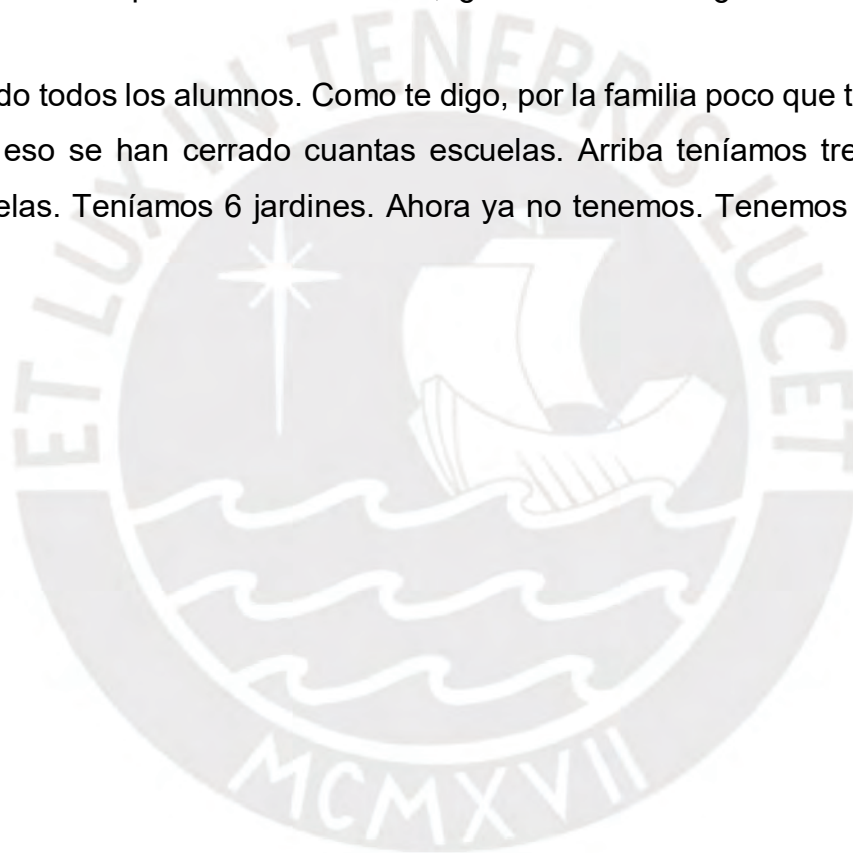 do todos los alumnos. Como te digo, por la familia poco que
eso se han cerrado cuantas escuelas. Arriba teníamos
elas. Teníamos 6 jardines. Ahora ya no tenemos. Tenemos
ET LUX IN TENEBRIS LUCET
MCMXVII